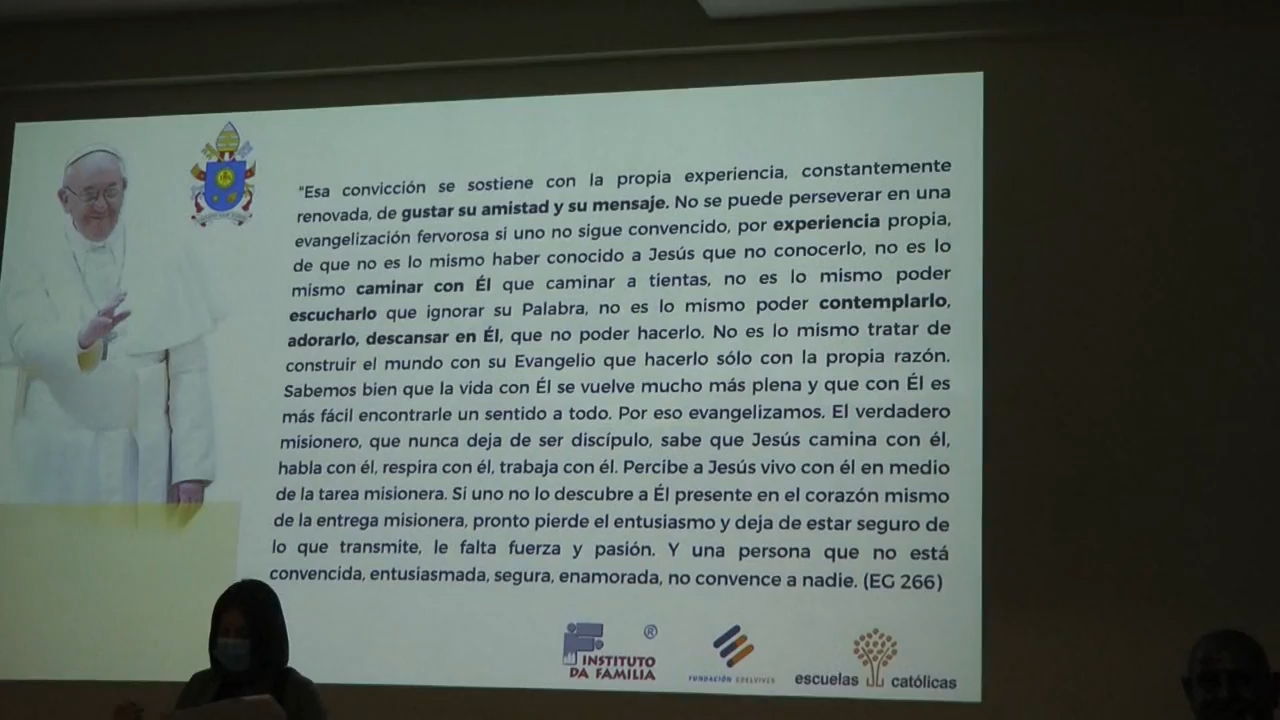 "Esa convicción se sostiene con la propia experiencia, constantemente
renovada, de gustar su amistad y su mensaje. No se puede perseverar en una
evangelización fervorosa si uno no sigue convencido, por experiencia propia,
de que no es lo mismo haber conocido a Jesús que no conocerlo, no es lo
mismo caminar con Él que caminar a tientas, no es lo mismo poder
escucharlo que ignorar su Palabra, no es lo mismo poder contemplarlo,
adorarlo, descansar en Él, que no poder hacerlo. No es lo mismo tratar de
construir el mundo con su Evangelio que hacerlo sólo con la propia razón.
Sabemos bien que la vida con Él se vuelve mucho más plena y que con Él es
más fácil encontrarle un sentido a todo. Por eso evangelizamos. El verdadero
misionero, que nunca deja de ser discípulo, sabe que Jesús camina con él,
habla con él, respira con él, trabaja con él. Percibe a Jesús vivo con él en medio
de la tarea misionera. Si uno no lo descubre a Él presente en el corazón mismo
de la entrega misionera, pronto pierde el entusiasmo y deja de estar seguro de
lo que transmite, le falta fuerza y pasión. Y una persona que no está
convencida, entusiasmada, segura, enamorada, no convence a nadie. (EG 266)
®
INSTITUTO
DA FAMILIA
FUNDACIÓN EDELVIVES
escuelas católicas